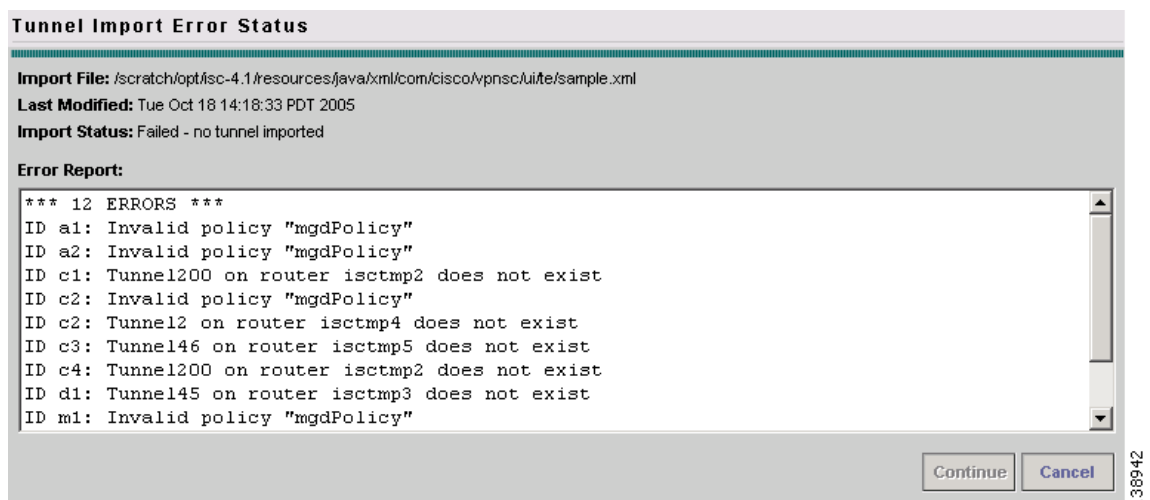 Tunnel Import Error Status
Import File: /scratch/opt/isc-4.1/resources/java/xml/com/cisco/vpnsc/ui/te/sample.xml
Last Modified: Tue Oct 18 14:18:33 PDT 2005
Import Status: Failed - no tunnel imported
Error Report:
*** 12 ERRORS ***
ID a1: Invalid policy "mgdPolicy"
ID a2: Invalid policy "mgdPolicy"
ID c1: Tunnel200 on router isctmp2 does not exist
ID c2: Invalid policy "mgdPolicy"
ID c2: Tunnel2 on router isctmp4 does not exist
ID c3: Tunnel46 on router isctmp5 does not exist
ID c4: Tunnel200 on router isctmp2 does not exist
ID d1: Tunnel45 on router isctmp3 does not exist
ID m1: Invalid policy "mgdPolicy"
Continue Cancel
38942